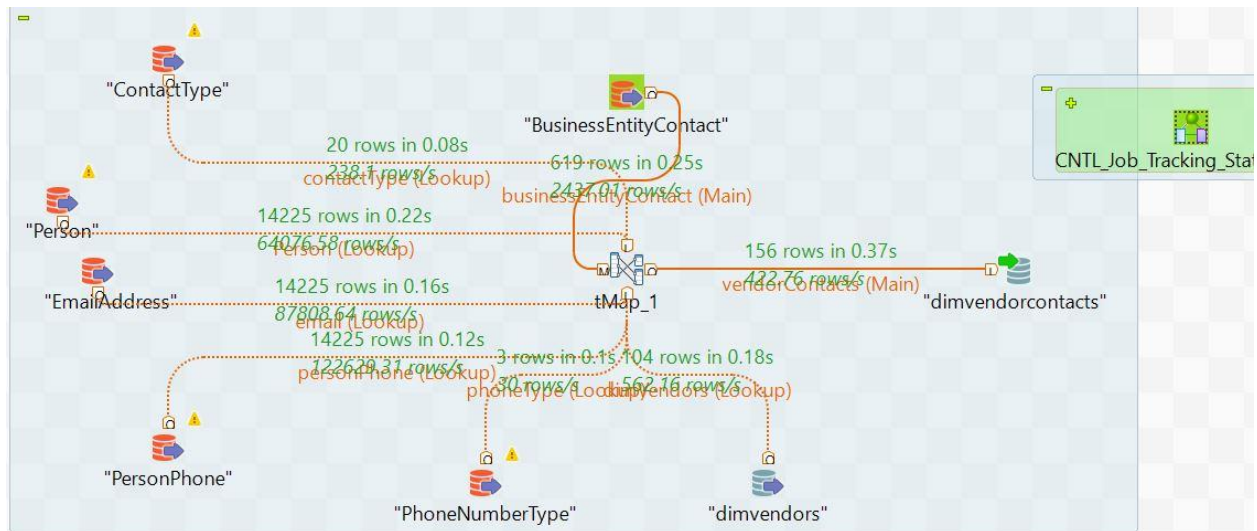 "ContactType"
"BusinessEntityContact"
20 rows in 0.08s
238.1 rows/s
contactType (Lookup)
619 rows in 0.25s
2437.01 rows/s
businessEntityContact (Main)
CNTL_Job_Tracking_Stat
"Person"
14225 rows in 0.22s
64076.58 rows/s
Person (Lookup)
"EmailAddress"
14225 rows in 0.16s
87808.64 rows/s
email (Lookup)
tMap_1
156 rows in 0.37s
422.76 rows/s
vendorContacts (Main)
"dimvendorcontacts"
14225 rows in 0.12s
122629.31 rows/s
personPhone (Lookup)
3 rows in 0.1s
30 rows/s
phoneType (Lookup)
104 rows in 0.18s
562.16 rows/s
dimvendors (Lookup)
"PersonPhone"
"PhoneNumberType"
"dimvendors"